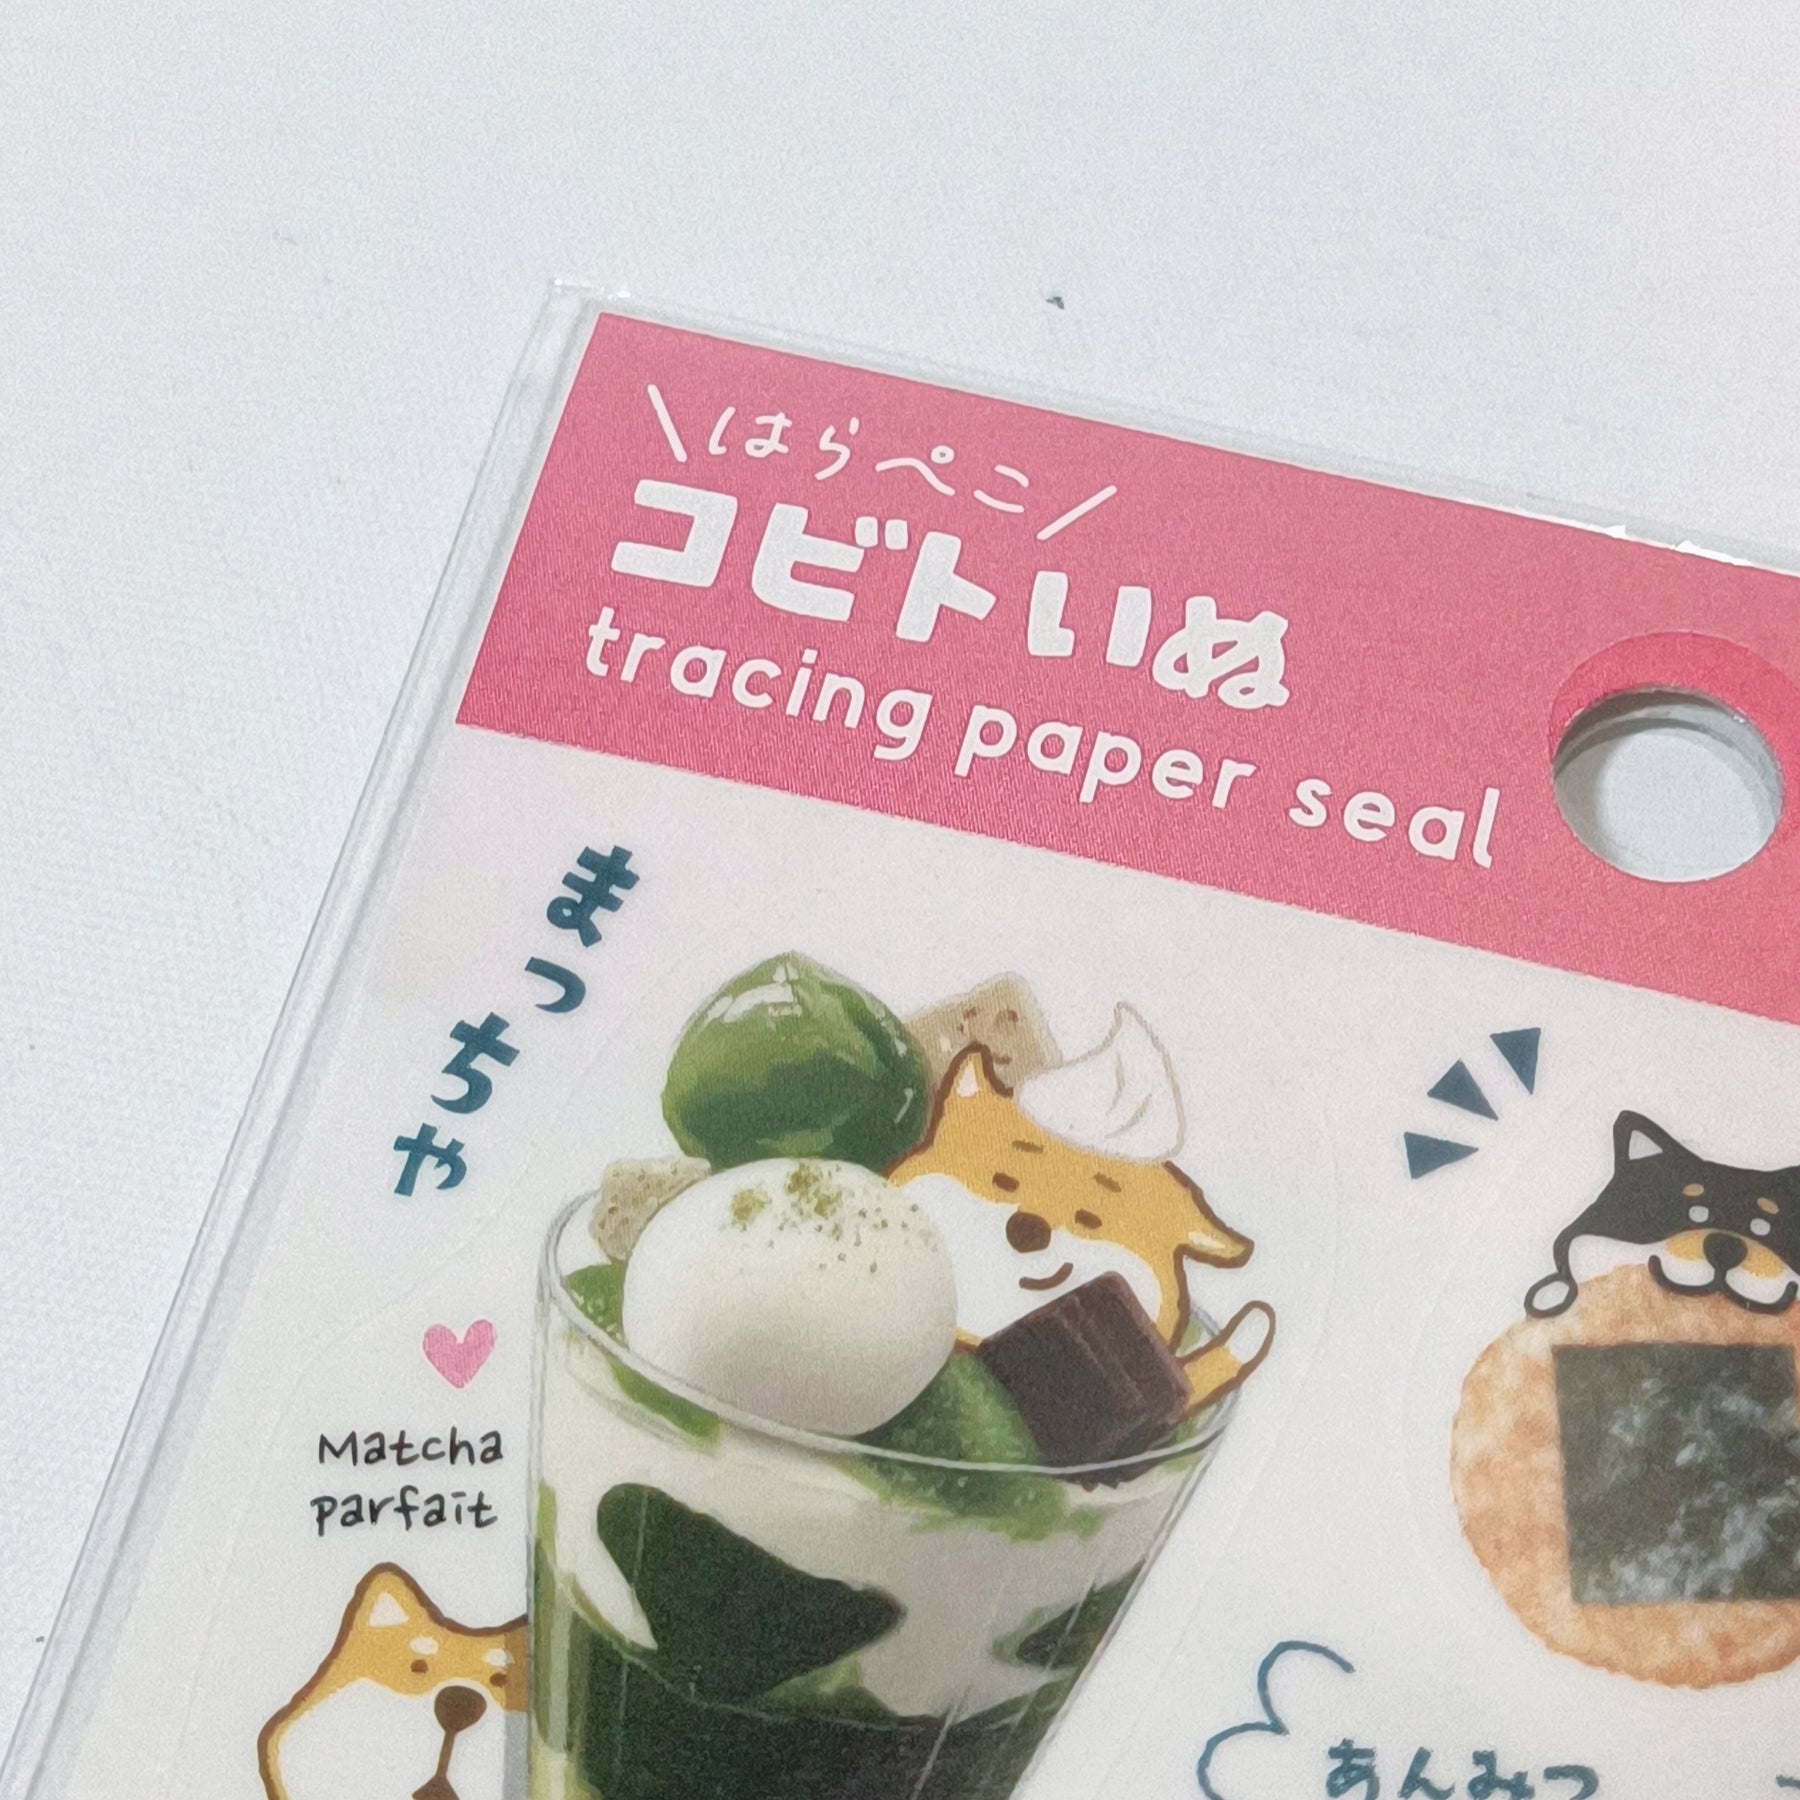 はらぺこ
コビトいぬ
tracing paper seal
まっちゃ
Matcha
parfait
あんみつ